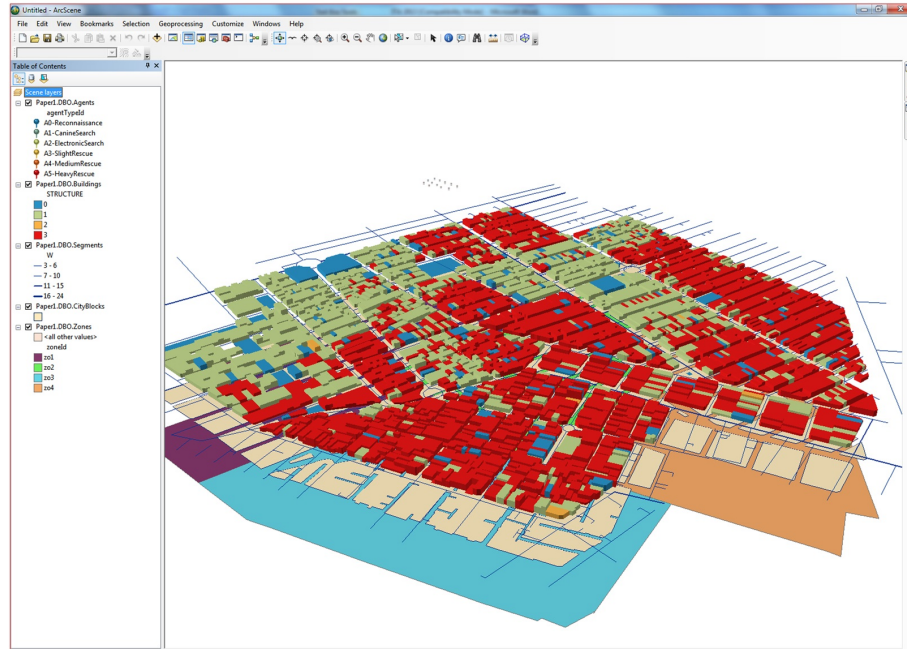 Untitled - ArcScene
File Edit View Bookmarks Selection Geoprocessing Customize Windows Help
Table of Contents
Scene layers
Paper1.DBO.Agents
agentTypeId
A0-Reconnaissance
A1-CanineSearch
A2-ElectronicSearch
A3-SlightRescue
A4-MediumRescue
A5-HeavyRescue
Paper1.DBO.Buildings
STRUCTURE
0
1
2
3
Paper1.DBO.Segments
W
3 - 6
7 - 10
11 - 15
16 - 24
Paper1.DBO.CityBlocks
Paper1.DBO.Zones
<all other values>
zoneId
zo1
zo2
zo3
zo4